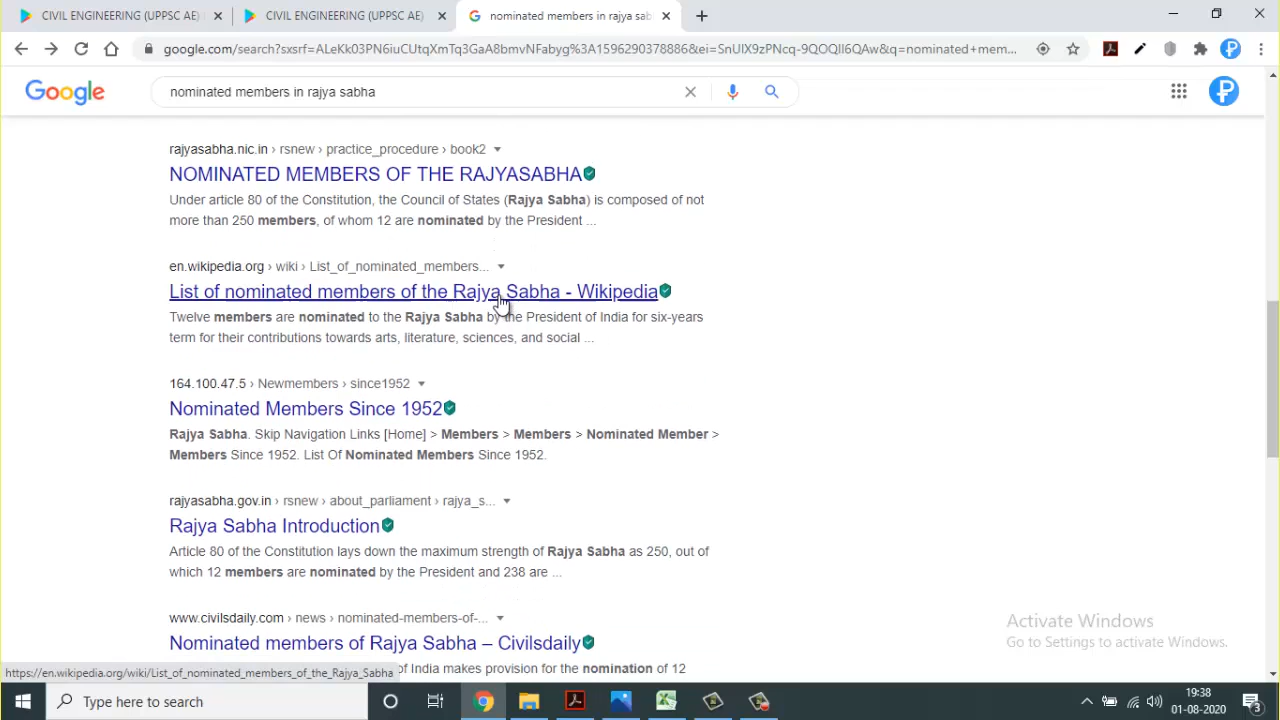 CIVIL ENGINEERING (UPPSC AE)
CIVIL ENGINEERING (UPPSC AE)
nominated members in rajya sab
google.com/search?sxsrf=ALeKk03PN6iuCUtqXmTq3GaA8bmvNFabyg%3A1596290378886&ei=SnUlX9zPNcq-9QOQlI6QAw&q=nominated+mem...
Google
nominated members in rajya sabha
rajyasabha.nic.in › rsnew › practice_procedure › book2
NOMINATED MEMBERS OF THE RAJYASABHA
Under article 80 of the Constitution, the Council of States (Rajya Sabha) is composed of not
more than 250 members, of whom 12 are nominated by the President ...
en.wikipedia.org › wiki › List_of_nominated_members...
List of nominated members of the Rajya Sabha - Wikipedia
Twelve members are nominated to the Rajya Sabha by the President of India for six-years
term for their contributions towards arts, literature, sciences, and social ...
164.100.47.5 › Newmembers › since1952
Nominated Members Since 1952
Rajya Sabha. Skip Navigation Links [Home] > Members > Members > Nominated Member >
Members Since 1952. List Of Nominated Members Since 1952.
rajyasabha.gov.in › rsnew › about_parliament › rajya_s...
Rajya Sabha Introduction
Article 80 of the Constitution lays down the maximum strength of Rajya Sabha as 250, out of
which 12 members are nominated by the President and 238 are ...
www.civilsdaily.com › news › nominated-members-of-...
Nominated members of Rajya Sabha – Civilsdaily
of India makes provision for the nomination of 12
https://en.wikipedia.org/wiki/List_of_nominated_members_of_the_Rajya_Sabha
Activate Windows
Go to Settings to activate Windows.
Type here to search
19:38
01-08-2020
3